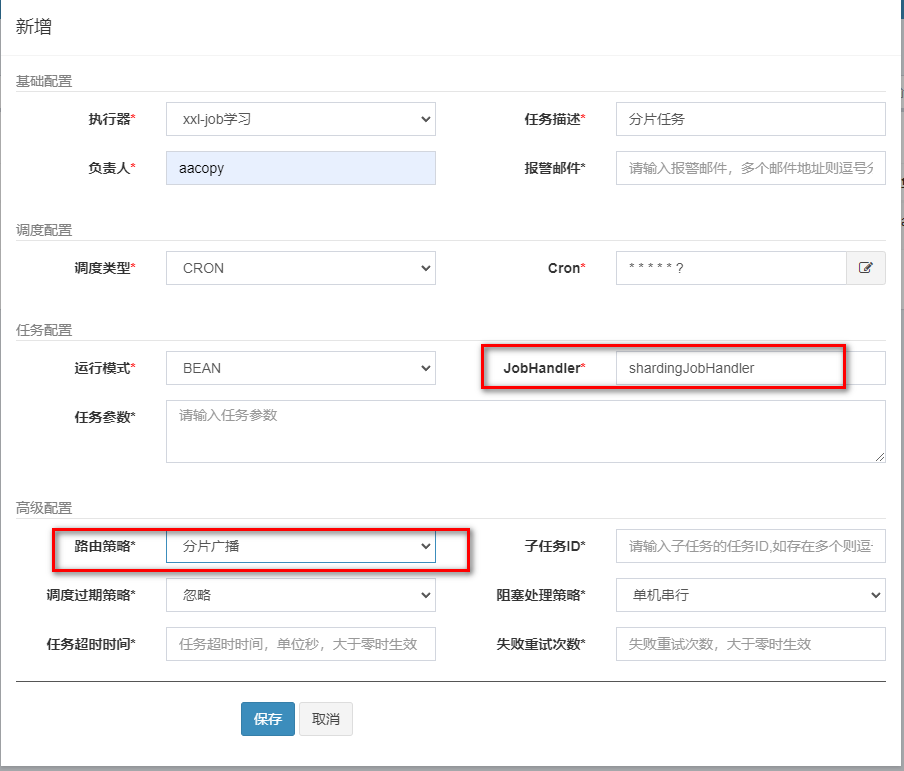 新增
基础配置
执行器* xxl-job学习 任务描述* 分片任务
负责人* aacopy 报警邮件* 请输入报警邮件，多个邮件地址则逗号分
调度配置
调度类型* CRON Cron* * * * * * ?
任务配置
运行模式* BEAN JobHandler* shardingJobHandler
任务参数* 请输入任务参数
高级配置
路由策略* 分片广播 子任务ID* 请输入子任务的任务ID,如存在多个则逗
调度过期策略* 忽略 阻塞处理策略* 单机串行
任务超时时间* 任务超时时间，单位秒，大于零时生效 失败重试次数* 失败重试次数，大于零时生效
保存 取消